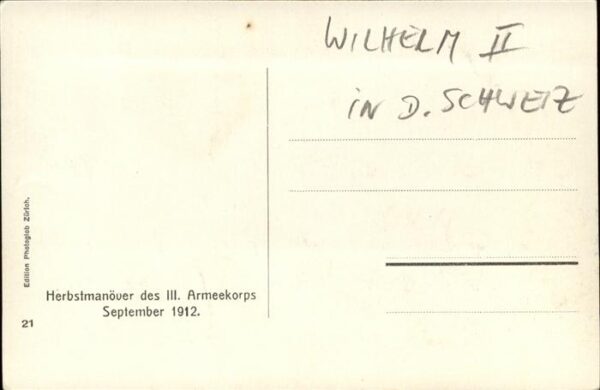 WILHELM II
IN D. SCHWEIZ
Edition Photoglob Zürich.
Herbstmanöver des III. Armeekorps
September 1912.
21